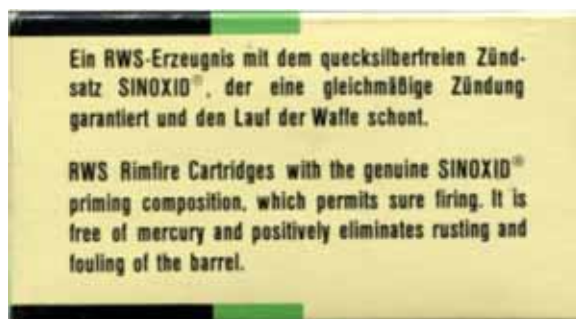 Ein RWS-Erzeugnis mit dem quecksilberfreien Zünd-
satz SINOXID®, der eine gleichmäßige Zündung
garantiert und den Lauf der Waffe schont.
RWS Rimfire Cartridges with the genuine SINOXID®
priming composition, which permits sure firing. It is
free of mercury and positively eliminates rusting and
fouling of the barrel.